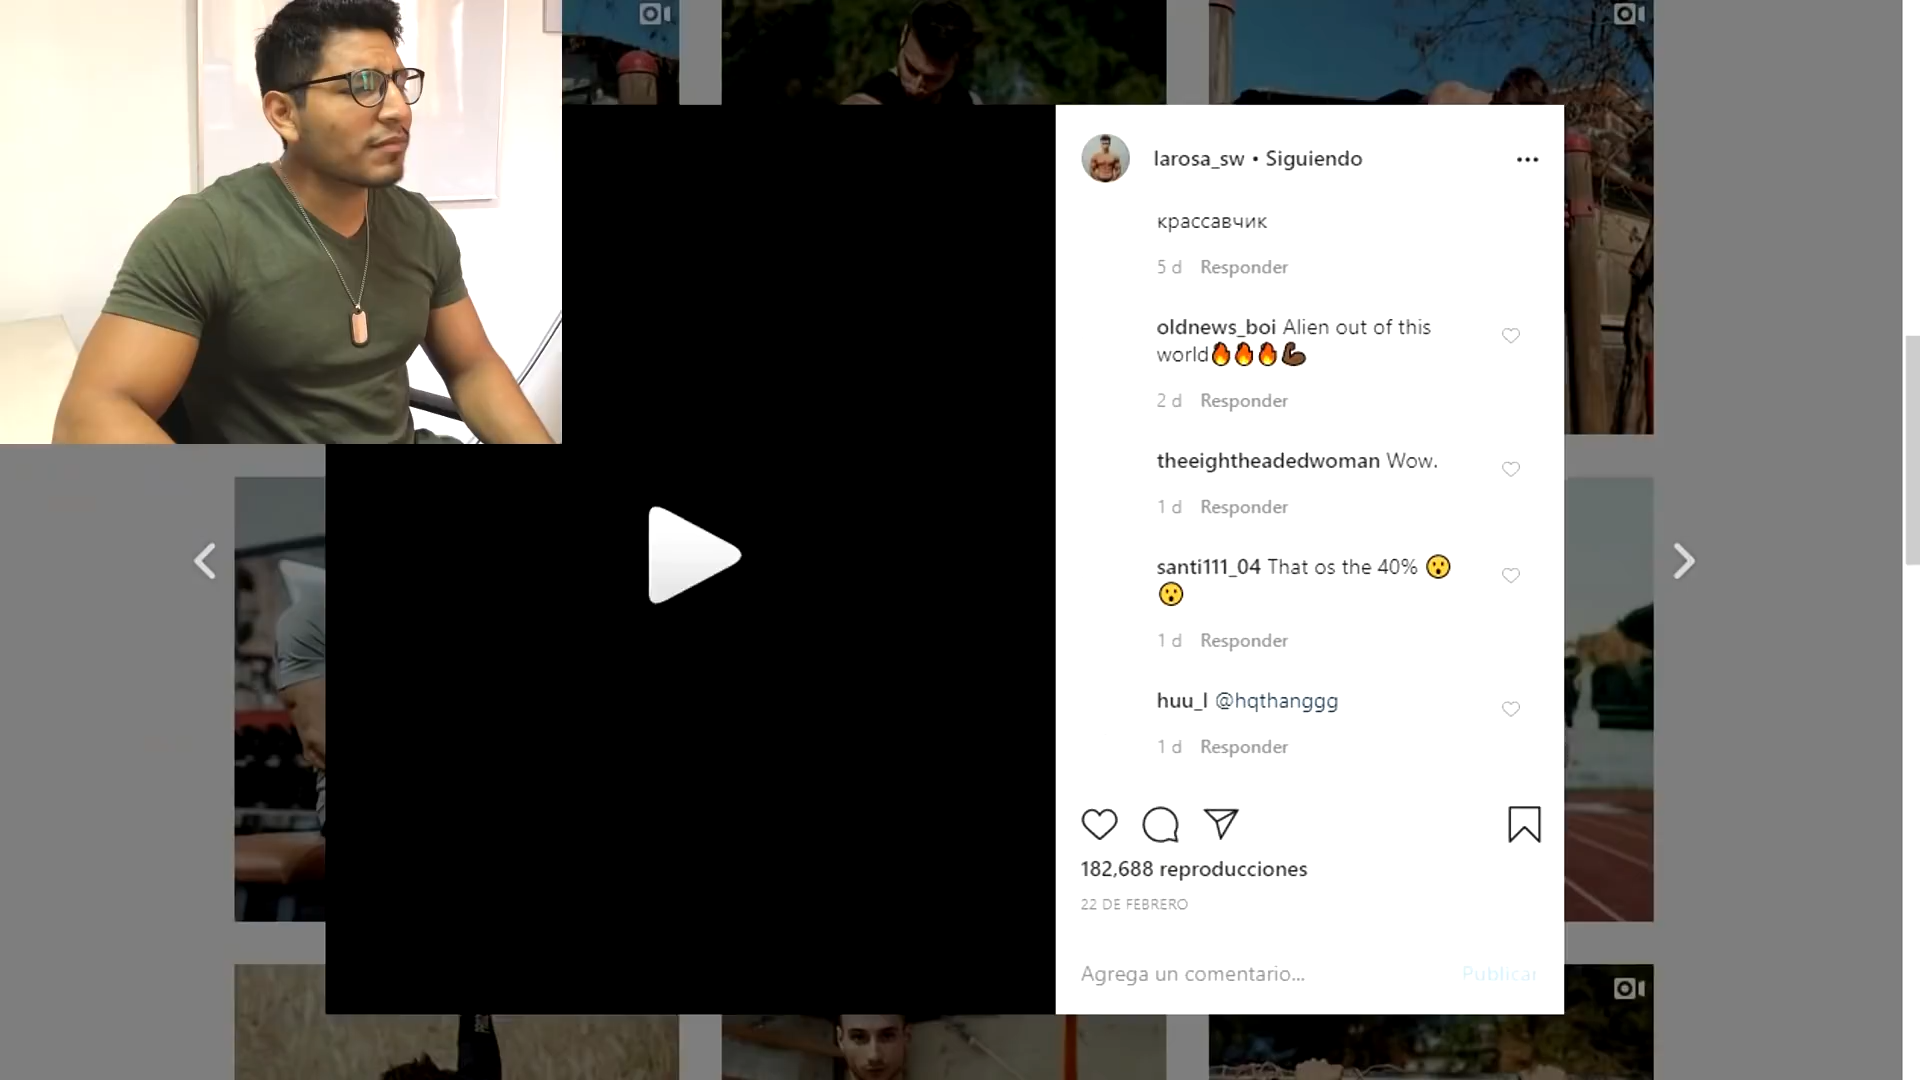 larosa_sw • Siguiendo
крассавчик
5 d Responder
oldnews_boi Alien out of this
world🔥🔥🔥💪🏿
2 d Responder
theeightheadedwoman Wow.
1 d Responder
santi111_04 That os the 40% 😮
😮
1 d Responder
huu_l @hqthanggg
1 d Responder
182,688 reproducciones
22 DE FEBRERO
Agrega un comentario... Publicar